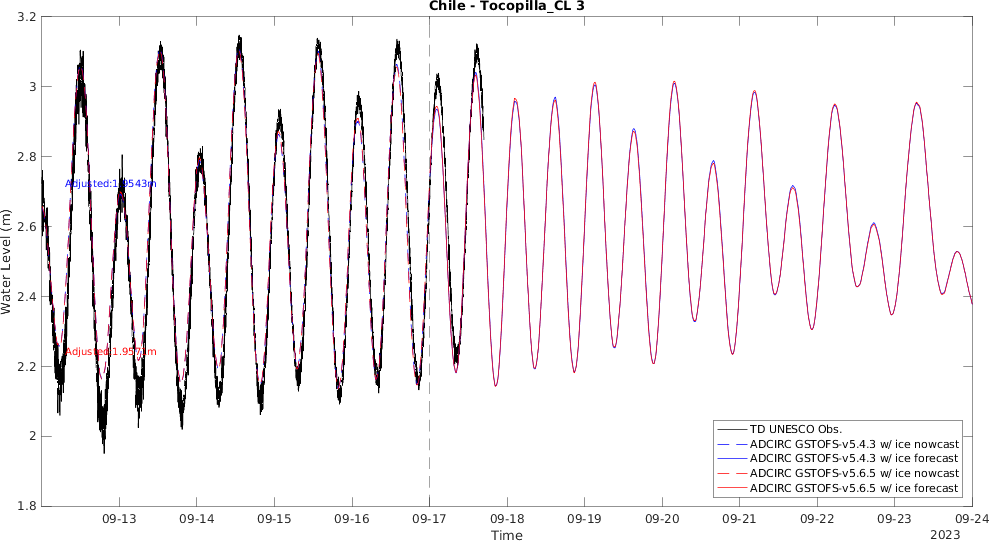 Chile - Tocopilla_CL 3
3.2
3
2.8
2.6
2.4
2.2
2
1.8
Water Level (m)
Adjusted:1.9543m
TD UNESCO Obs.
ADCIRC GSTOFS-v5.4.3 w/ ice nowcast
ADCIRC GSTOFS-v5.4.3 w/ ice forecast
ADCIRC GSTOFS-v5.6.5 w/ ice nowcast
ADCIRC GSTOFS-v5.6.5 w/ ice forecast
09-13
09-14
09-15
09-16
09-17
09-18
09-19
09-20
09-21
09-22
09-23
09-24
Time
2023